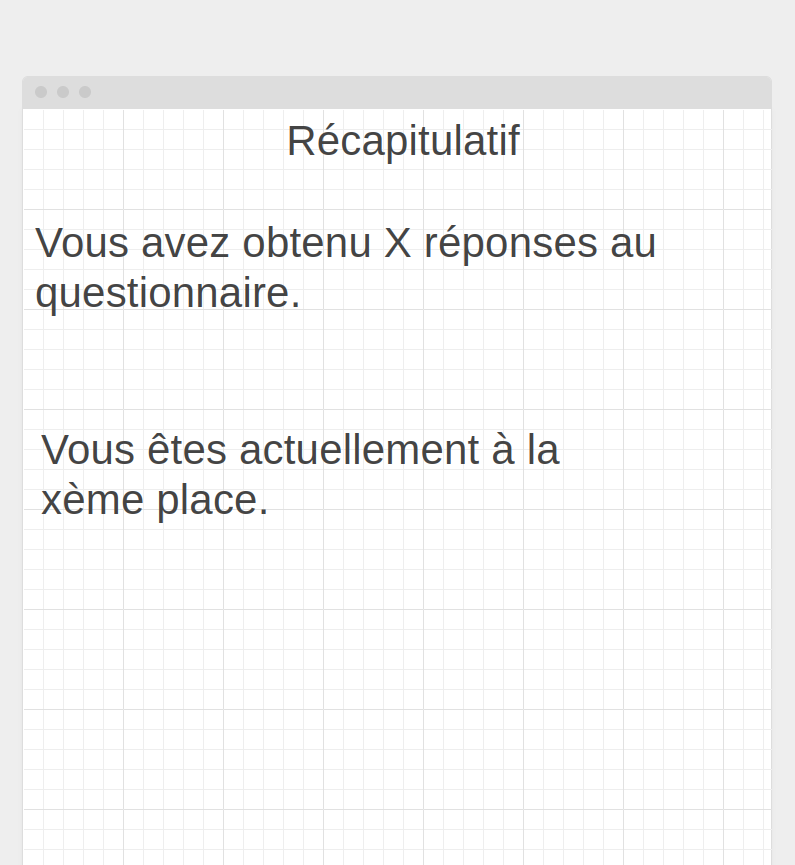 Récapitulatif
Vous avez obtenu X réponses au
questionnaire.
Vous êtes actuellement à la
xème place.